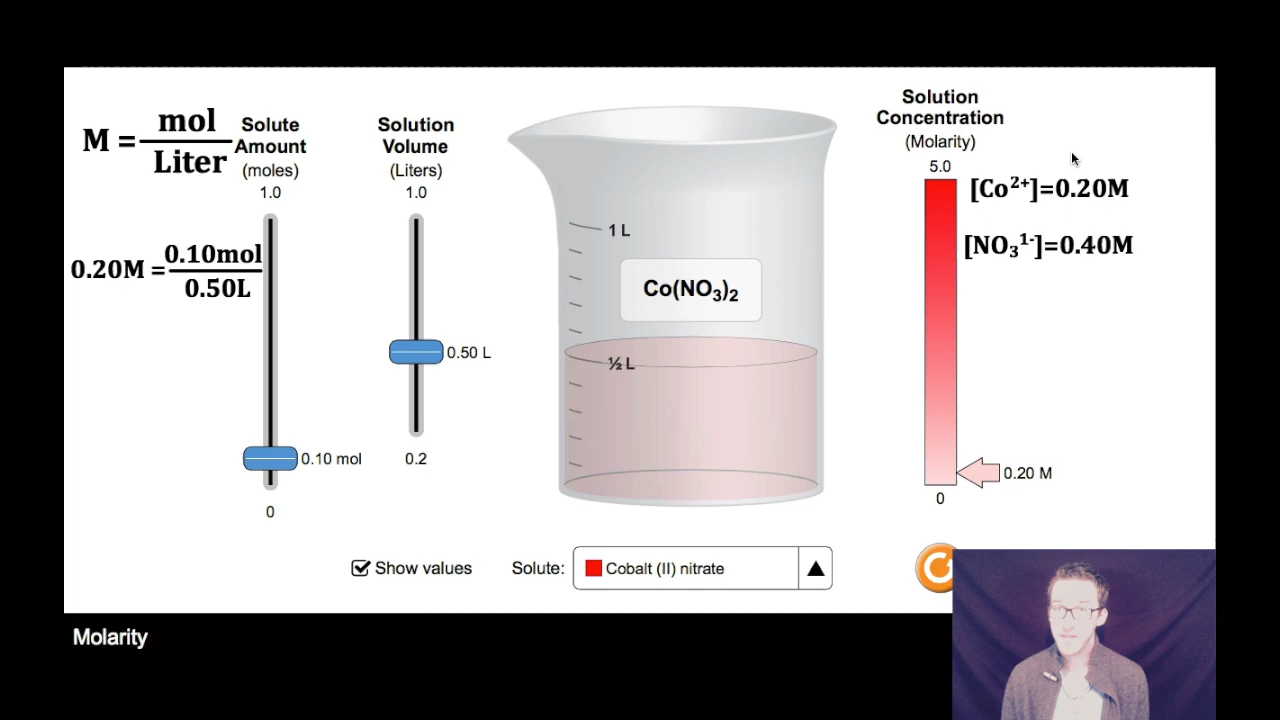 M = mol / Liter
0.20M = 0.10mol / 0.50L
Solute
Amount
(moles)
1.0
0.10 mol
0
Solution
Volume
(Liters)
1.0
0.50 L
0.2
1 L
Co(NO₃)₂
½ L
Solution
Concentration
(Molarity)
5.0
[Co²⁺]=0.20M
[NO₃¹⁻]=0.40M
0.20 M
0
Show values
Solute:
Cobalt (II) nitrate
Molarity